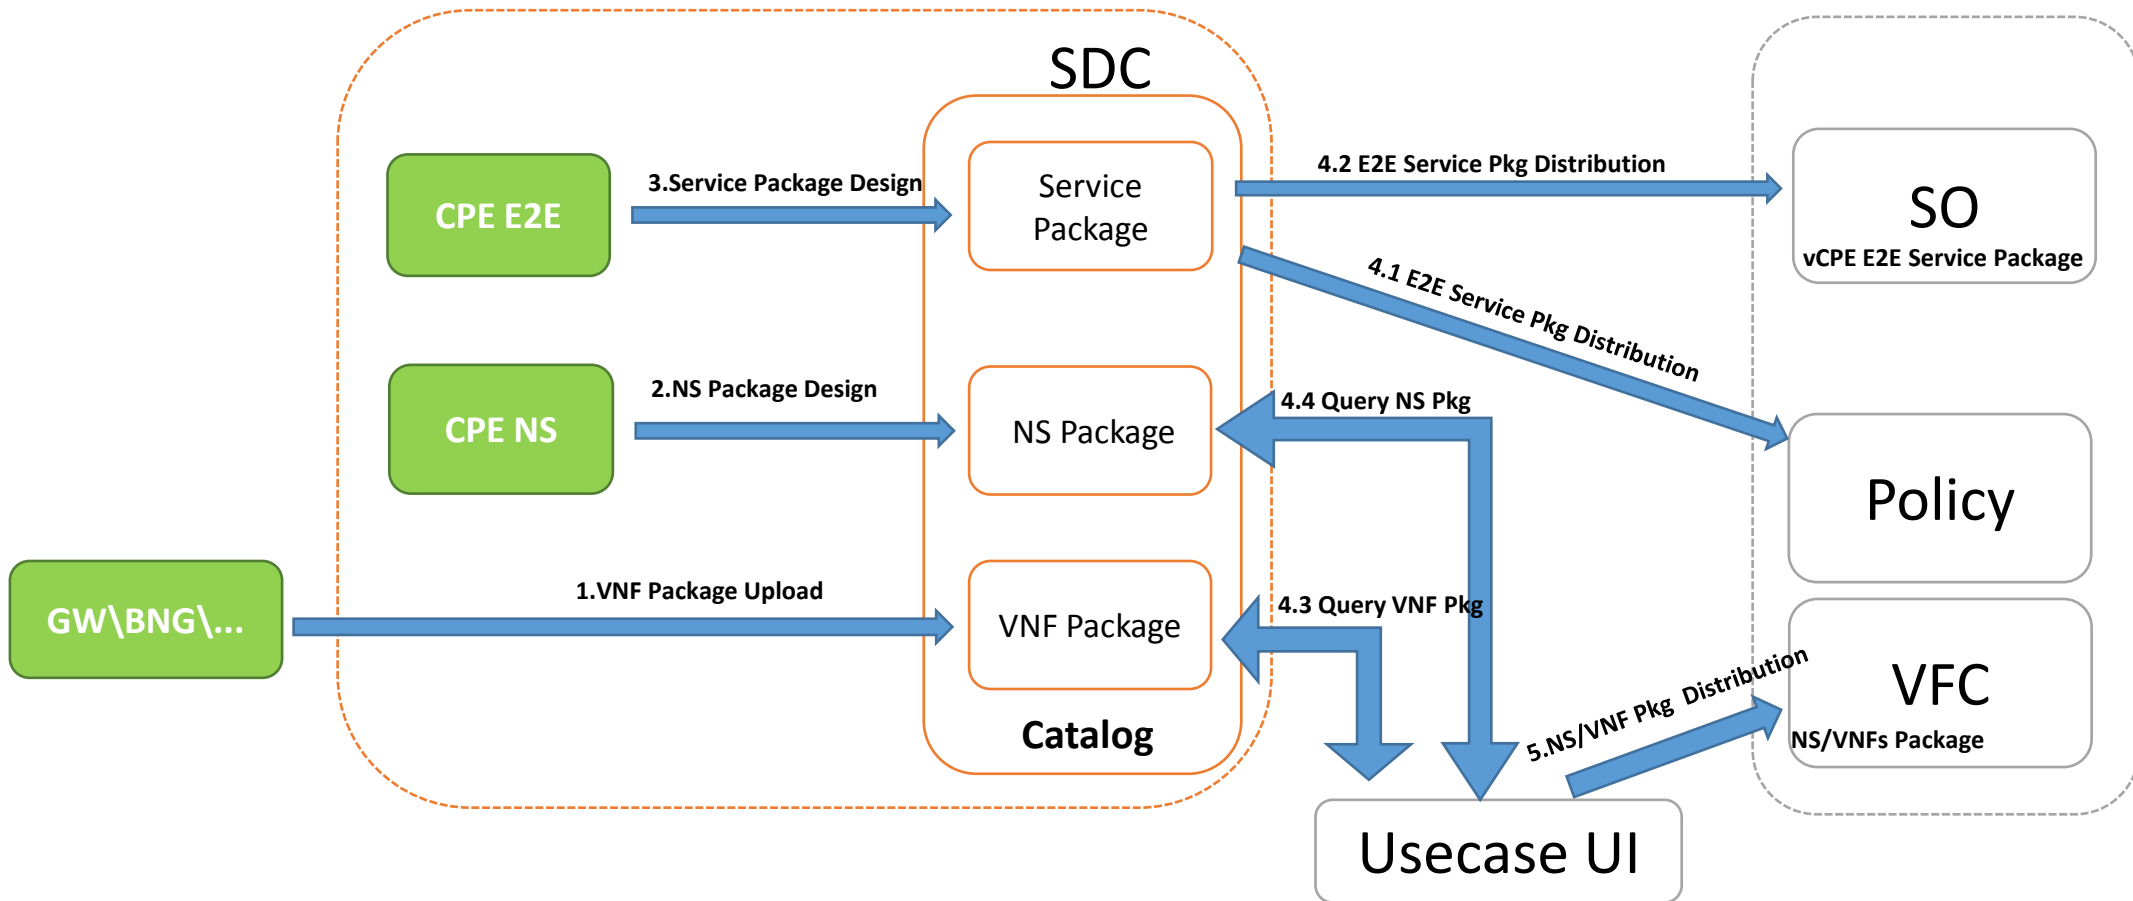 SDC
3.Service Package Design
CPE E2E
Service
Package
4.2 E2E Service Pkg Distribution
SO
vCPE E2E Service Package
4.1 E2E Service Pkg Distribution
2.NS Package Design
CPE NS
NS Package
4.4 Query NS Pkg
Policy
1.VNF Package Upload
GW\BNG\...
VNF Package
4.3 Query VNF Pkg
VFC
NS/VNFs Package
5.NS/VNF Pkg  Distribution
Catalog
Usecase UI